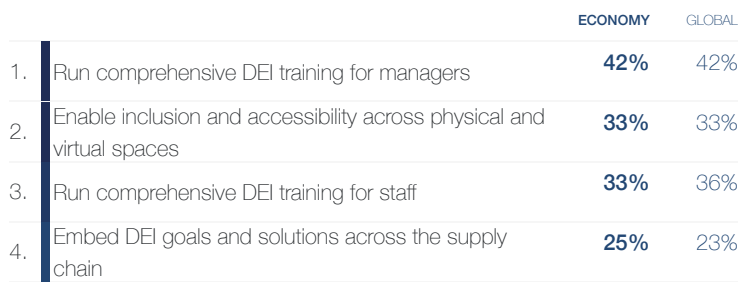 ECONOMY GLOBAL
1. Run comprehensive DEI training for managers 42% 42%
2. Enable inclusion and accessibility across physical and
virtual spaces 33% 33%
3. Run comprehensive DEI training for staff 33% 36%
4. Embed DEI goals and solutions across the supply
chain 25% 23%